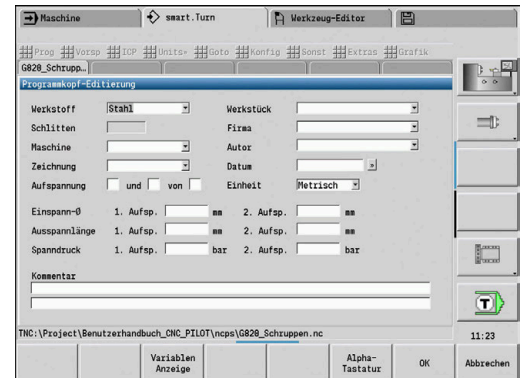 Maschine smart.Turn Werkzeug-Editor
Prog Vorsp ICP Units» Goto Konfig Sonst Extras Grafik
G820_Schrupp…
Programmkopf-Editierung
Werkstoff Stahl Werkstück
Schlitten Firma
Maschine Autor
Zeichnung Datum »
Aufspannung und von Einheit Metrisch
Einspann-Ø 1. Aufsp. mm 2. Aufsp. mm
Ausspannlänge 1. Aufsp. mm 2. Aufsp. mm
Spanndruck 1. Aufsp. bar 2. Aufsp. bar
Kommentar
TNC:\Project\Benutzerhandbuch_CNC_PILOT\ncps\G820_Schruppen.nc
T
11:23
Variablen Anzeige Alpha-Tastatur OK Abbrechen